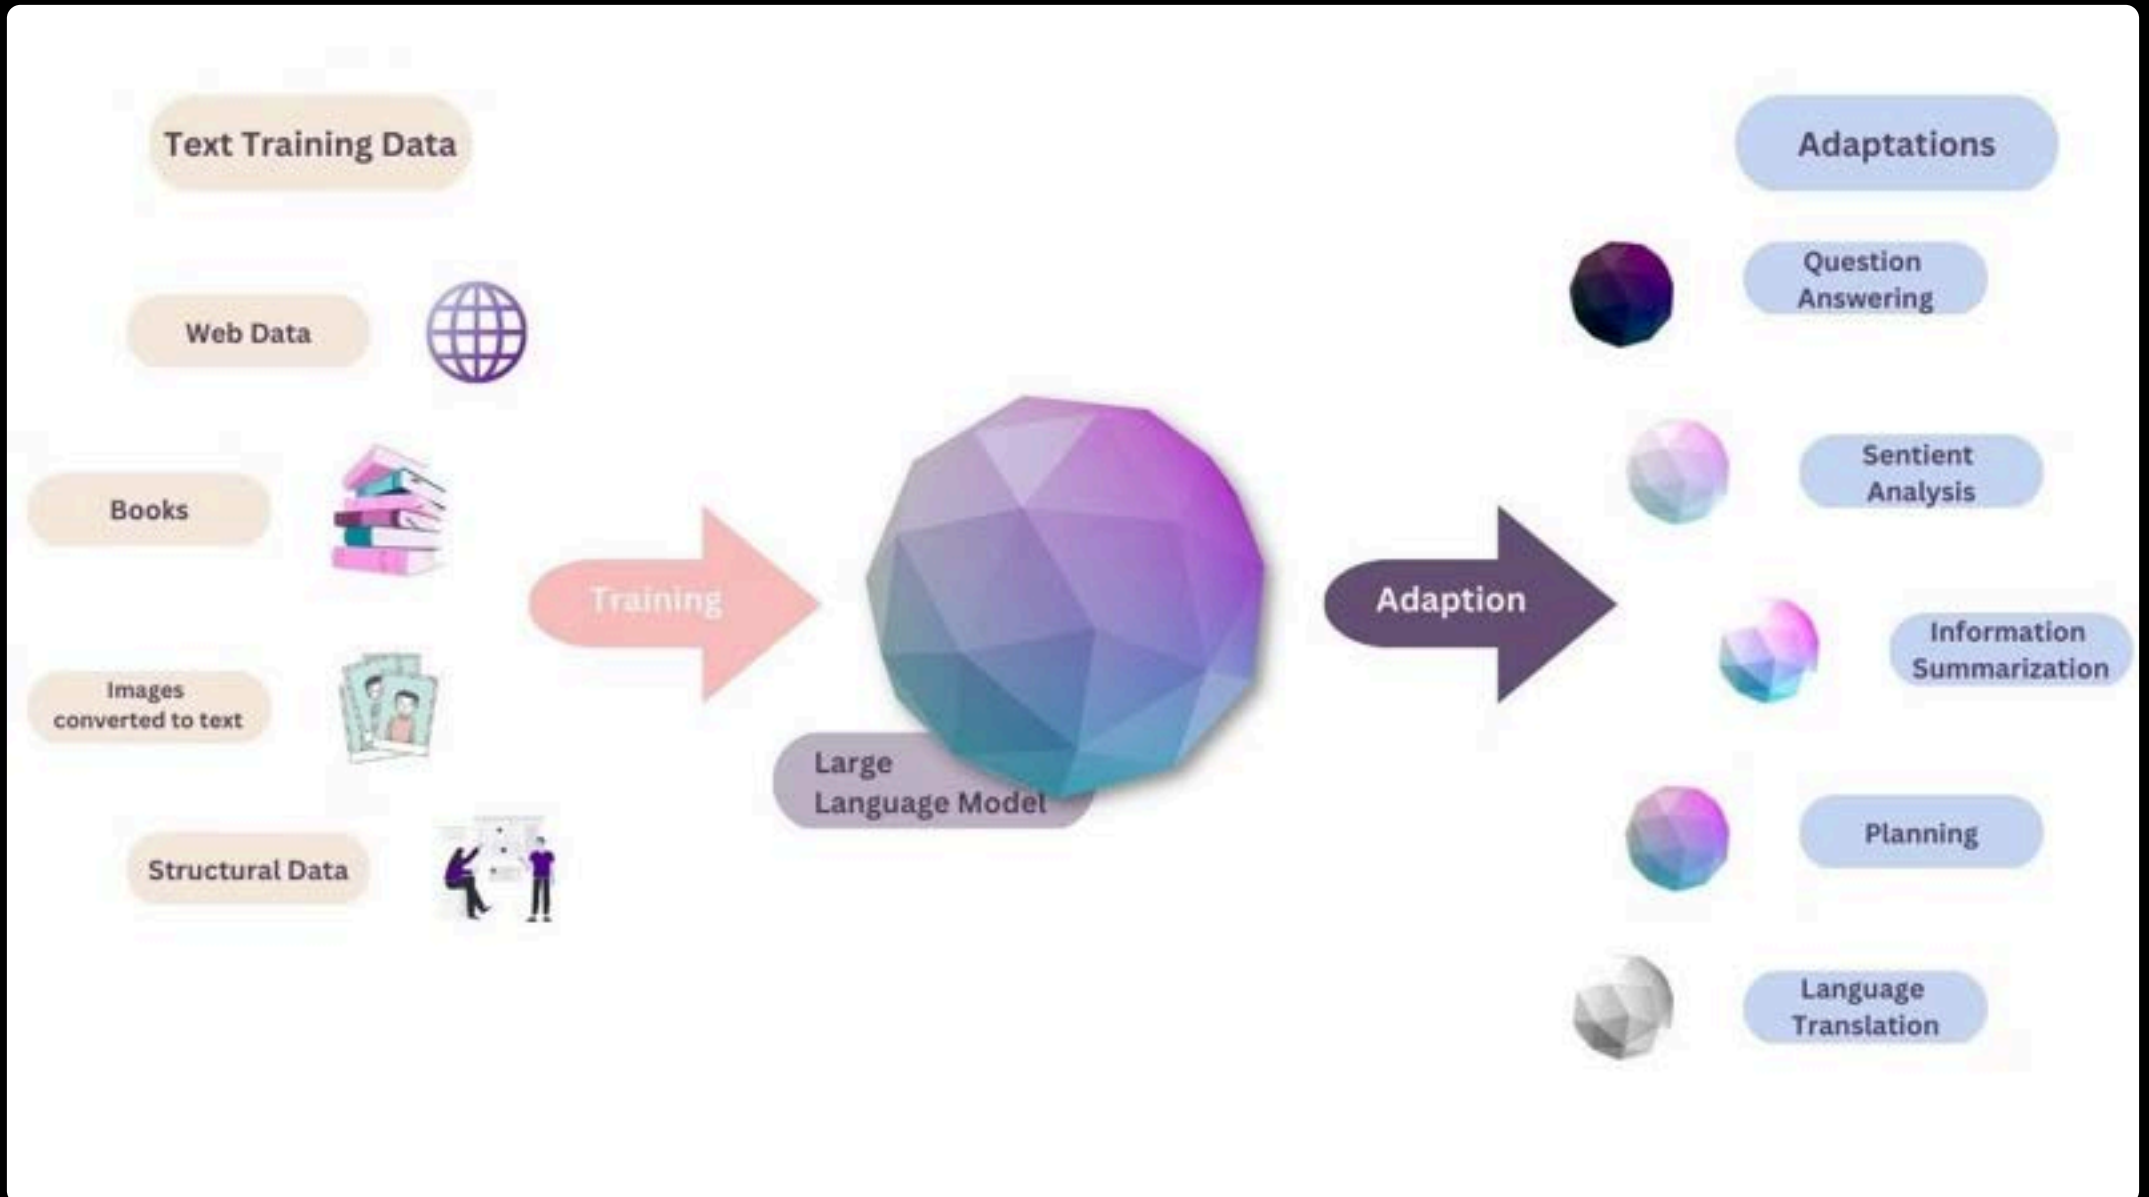 Text Training Data
Web Data
Books
Images
converted to text
Structural Data
Training
Large
Language Model
Adaption
Adaptations
Question
Answering
Sentient
Analysis
Information
Summarization
Planning
Language
Translation